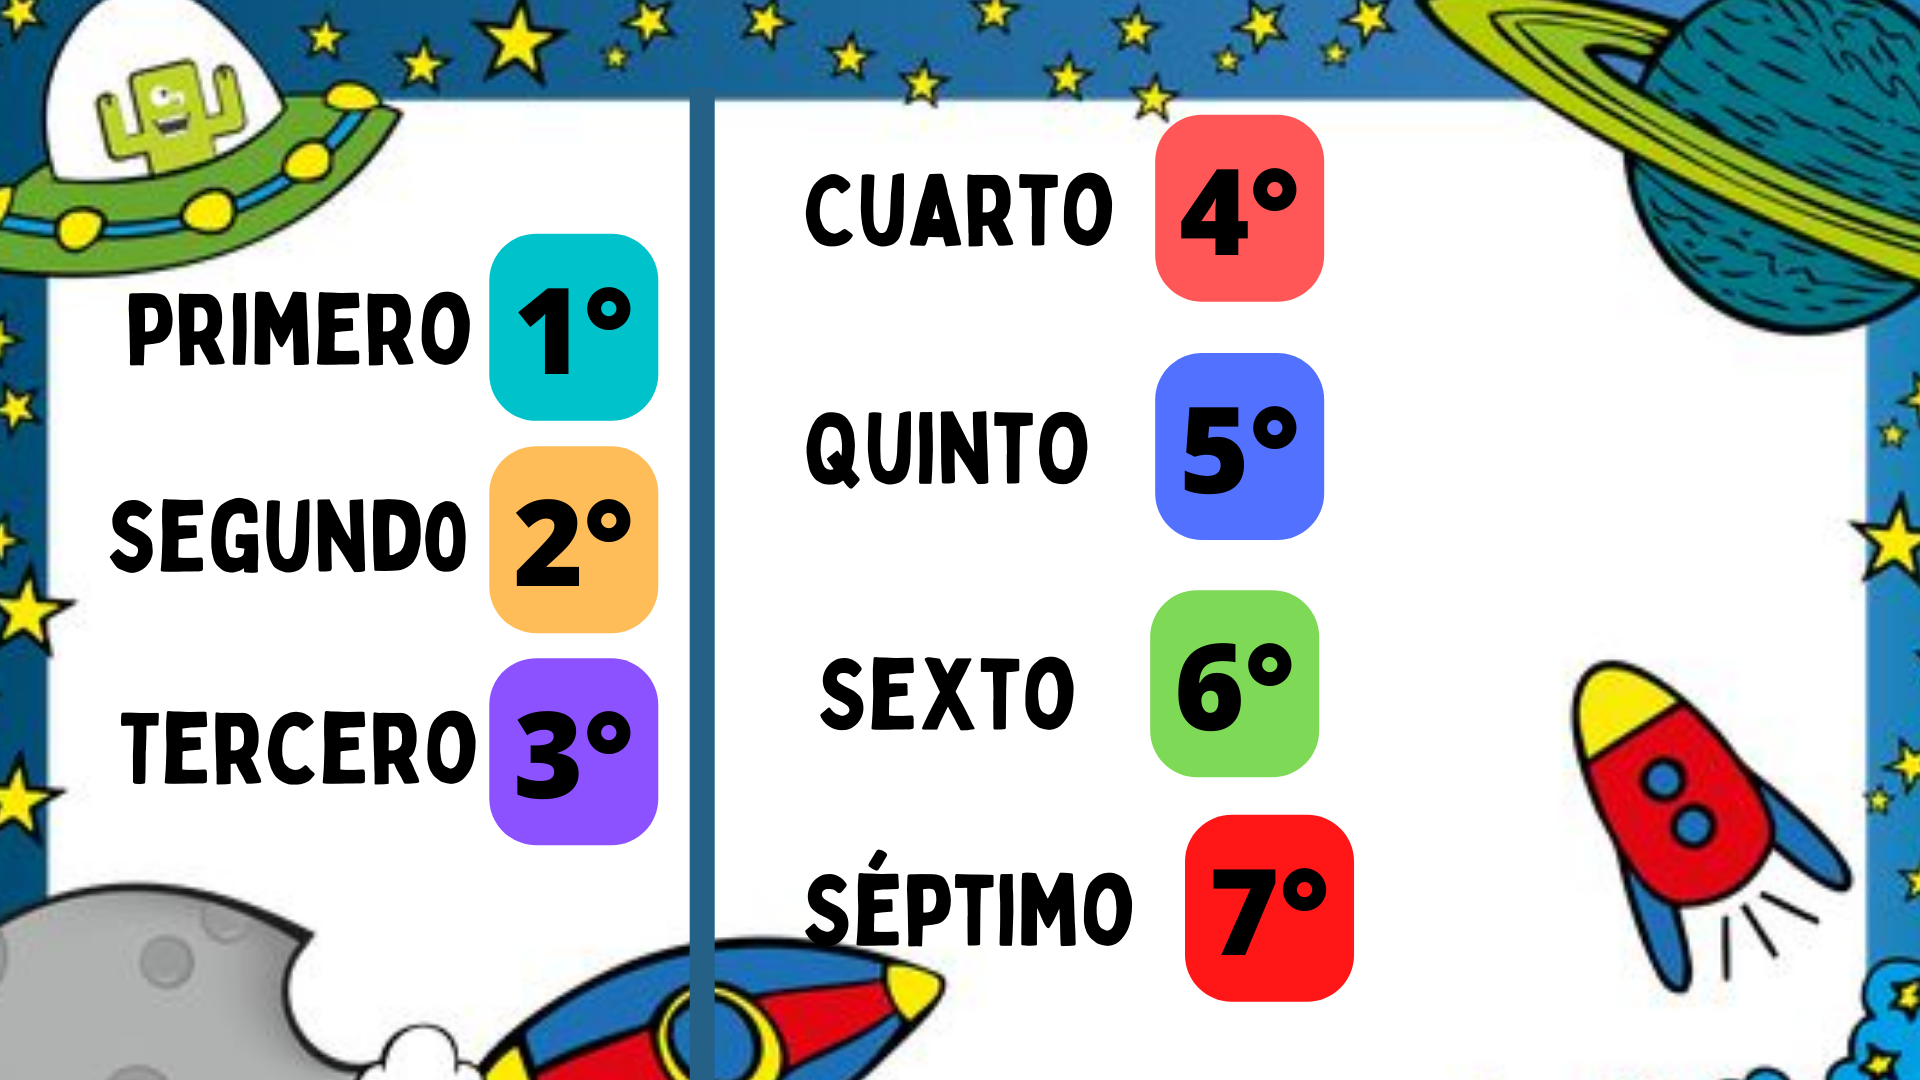 PRIMERO 1°
SEGUNDO 2°
TERCERO 3°
CUARTO 4°
QUINTO 5°
SEXTO 6°
SÉPTIMO 7°